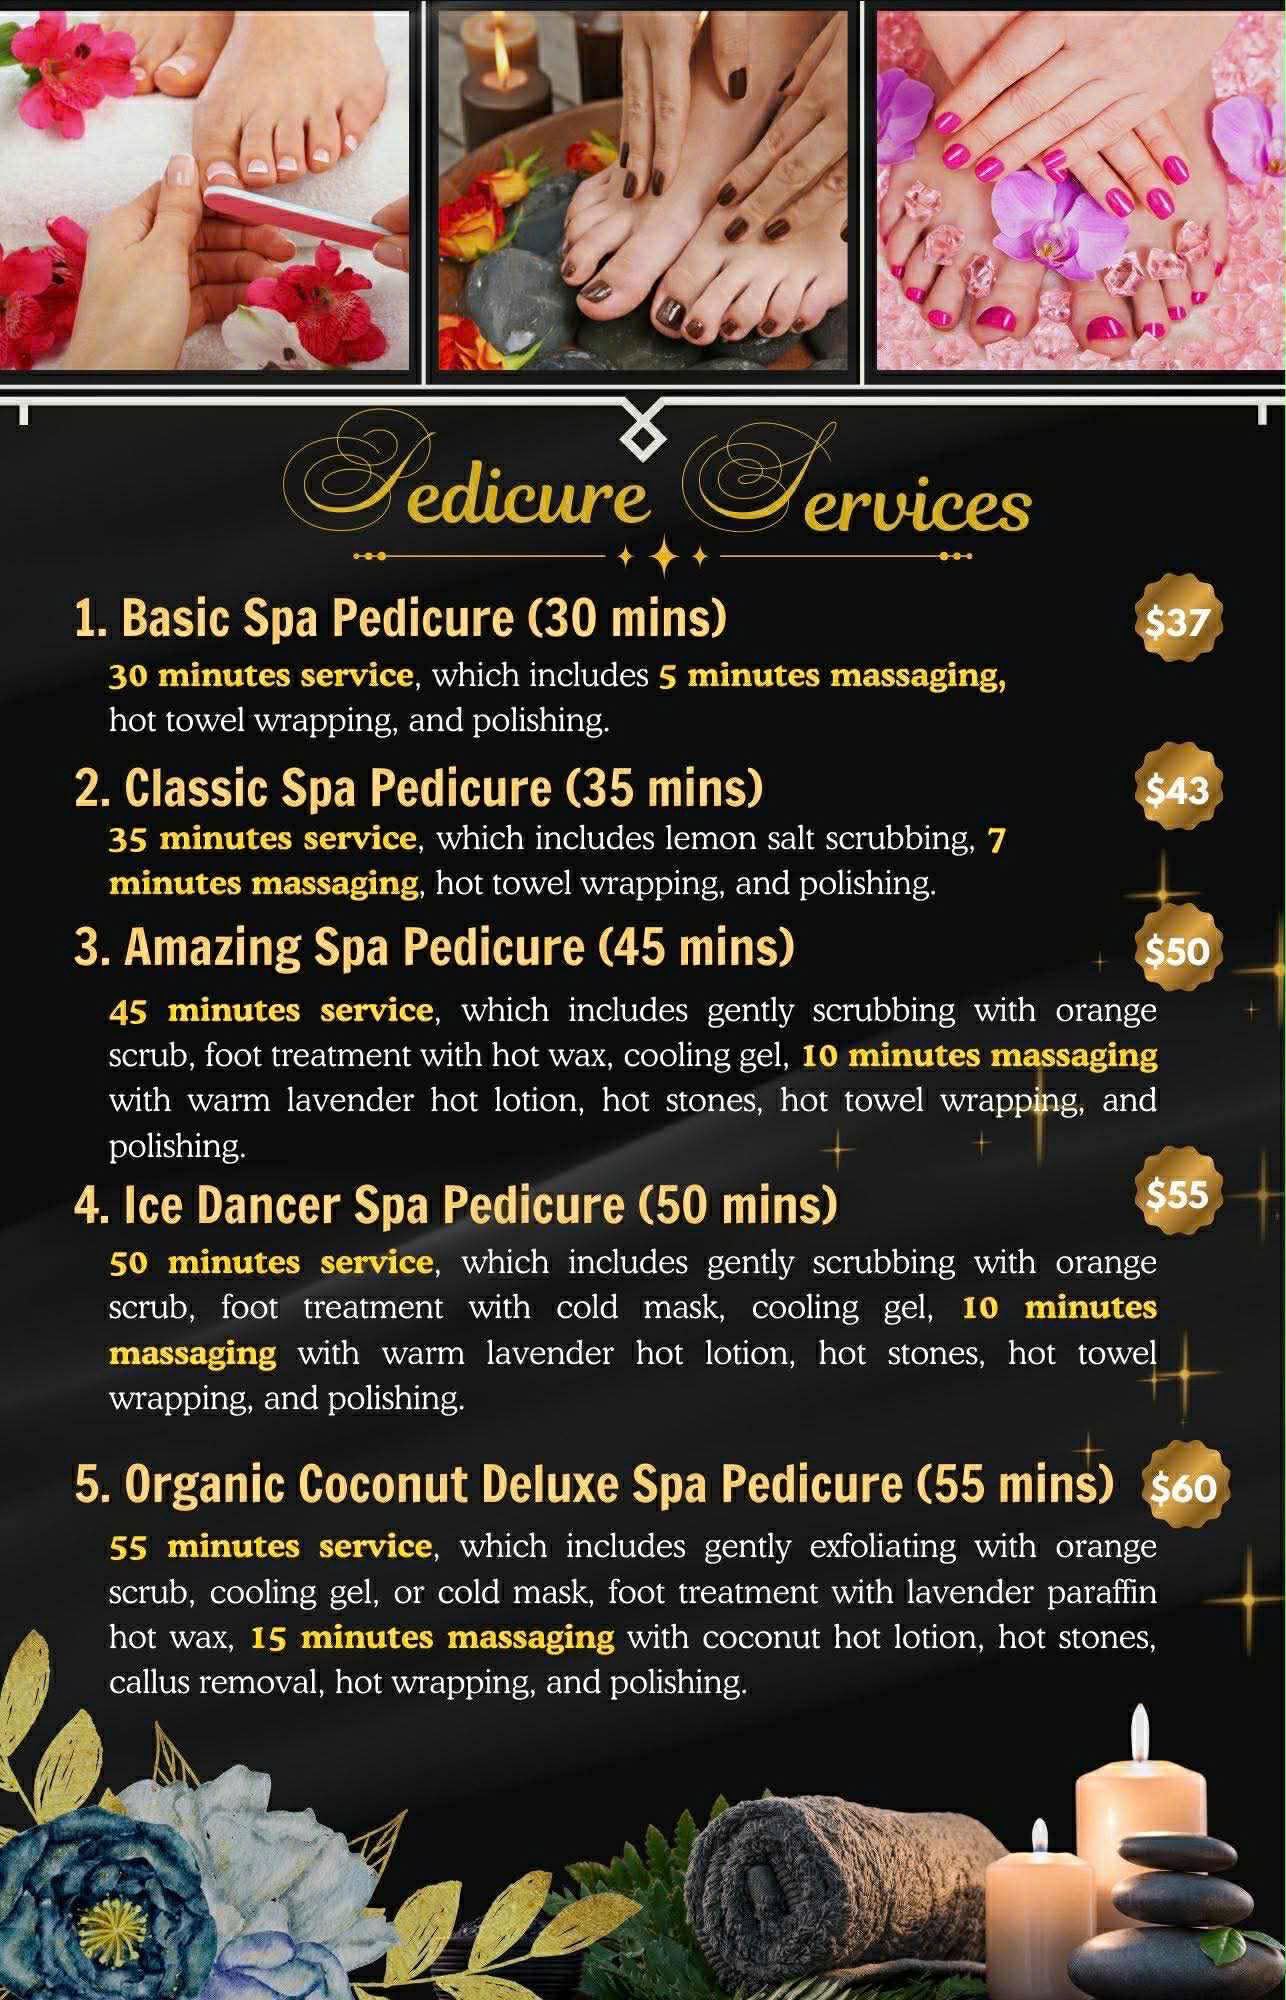 Pedicure Services
1. Basic Spa Pedicure (30 mins) $37
30 minutes service, which includes 5 minutes massaging,
hot towel wrapping, and polishing.
2. Classic Spa Pedicure (35 mins) $43
35 minutes service, which includes lemon salt scrubbing, 7
minutes massaging, hot towel wrapping, and polishing.
3. Amazing Spa Pedicure (45 mins) $50
45 minutes service, which includes gently scrubbing with orange
scrub, foot treatment with hot wax, cooling gel, 10 minutes massaging
with warm lavender hot lotion, hot stones, hot towel wrapping, and
polishing.
4. Ice Dancer Spa Pedicure (50 mins) $55
50 minutes service, which includes gently scrubbing with orange
scrub, foot treatment with cold mask, cooling gel, 10 minutes
massaging with warm lavender hot lotion, hot stones, hot towel
wrapping, and polishing.
5. Organic Coconut Deluxe Spa Pedicure (55 mins) $60
55 minutes service, which includes gently exfoliating with orange
scrub, cooling gel, or cold mask, foot treatment with lavender paraffin
hot wax, 15 minutes massaging with coconut hot lotion, hot stones,
callus removal, hot wrapping, and polishing.